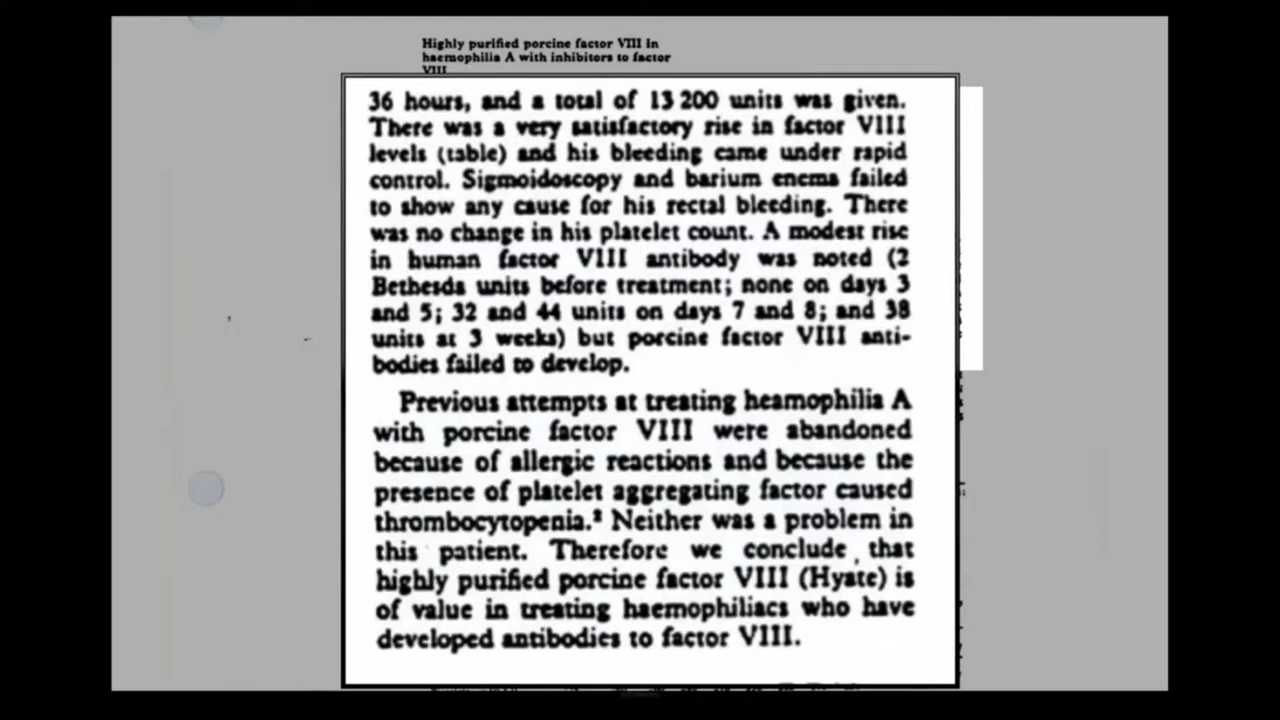 Highly purified porcine factor VIII in
haemophilia A with inhibitors to factor
VIII
36 hours, and a total of 13 200 units was given.
There was a very satisfactory rise in factor VIII
levels (table) and his bleeding came under rapid
control. Sigmoidoscopy and barium enema failed
to show any cause for his rectal bleeding. There
was no change in his platelet count. A modest rise
in human factor VIII antibody was noted (2
Bethesda units before treatment; none on days 3
and 5; 32 and 44 units on days 7 and 8; and 38
units at 3 weeks) but porcine factor VIII anti-
bodies failed to develop.
Previous attempts at treating heamophilia A
with porcine factor VIII were abandoned
because of allergic reactions and because the
presence of platelet aggregating factor caused
thrombocytopenia.² Neither was a problem in
this patient. Therefore we conclude that
highly purified porcine factor VIII (Hyate) is
of value in treating haemophiliacs who have
developed antibodies to factor VIII.